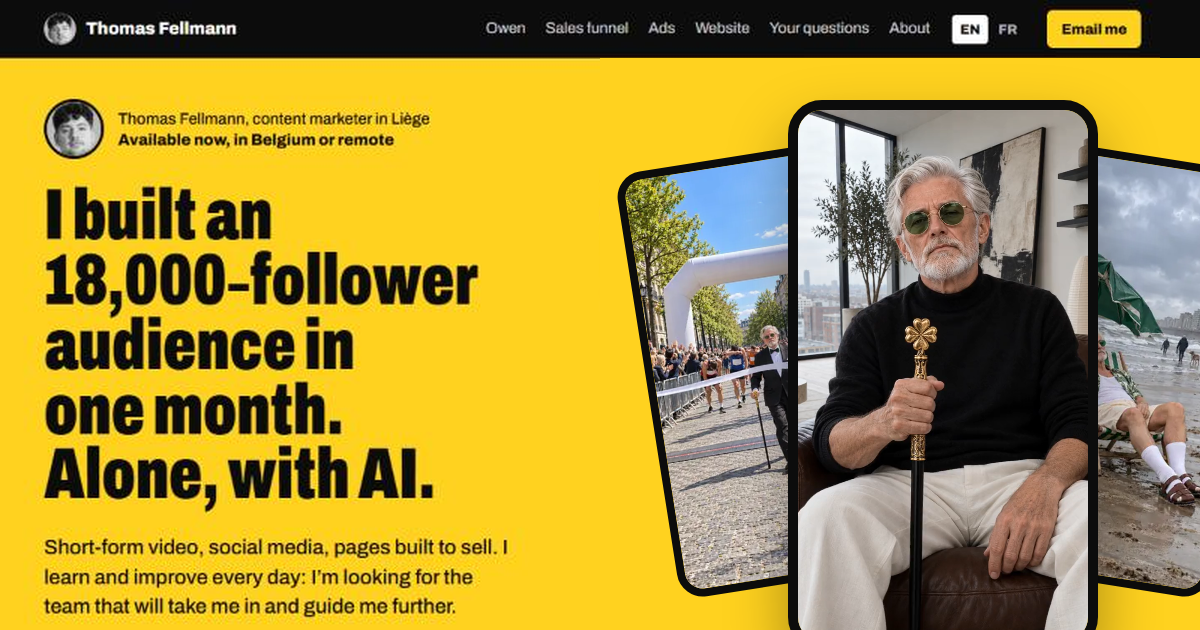 Thomas Fellmann
Owen
Sales funnel
Ads
Website
Your questions
About
EN
FR
Email me
Thomas Fellmann, content marketer in Liège
Available now, in Belgium or remote
I built an
18,000-follower
audience in
one month.
Alone, with AI.
Short-form video, social media, pages built to sell. I
learn and improve every day: I’m looking for the
team that will take me in and guide me further.